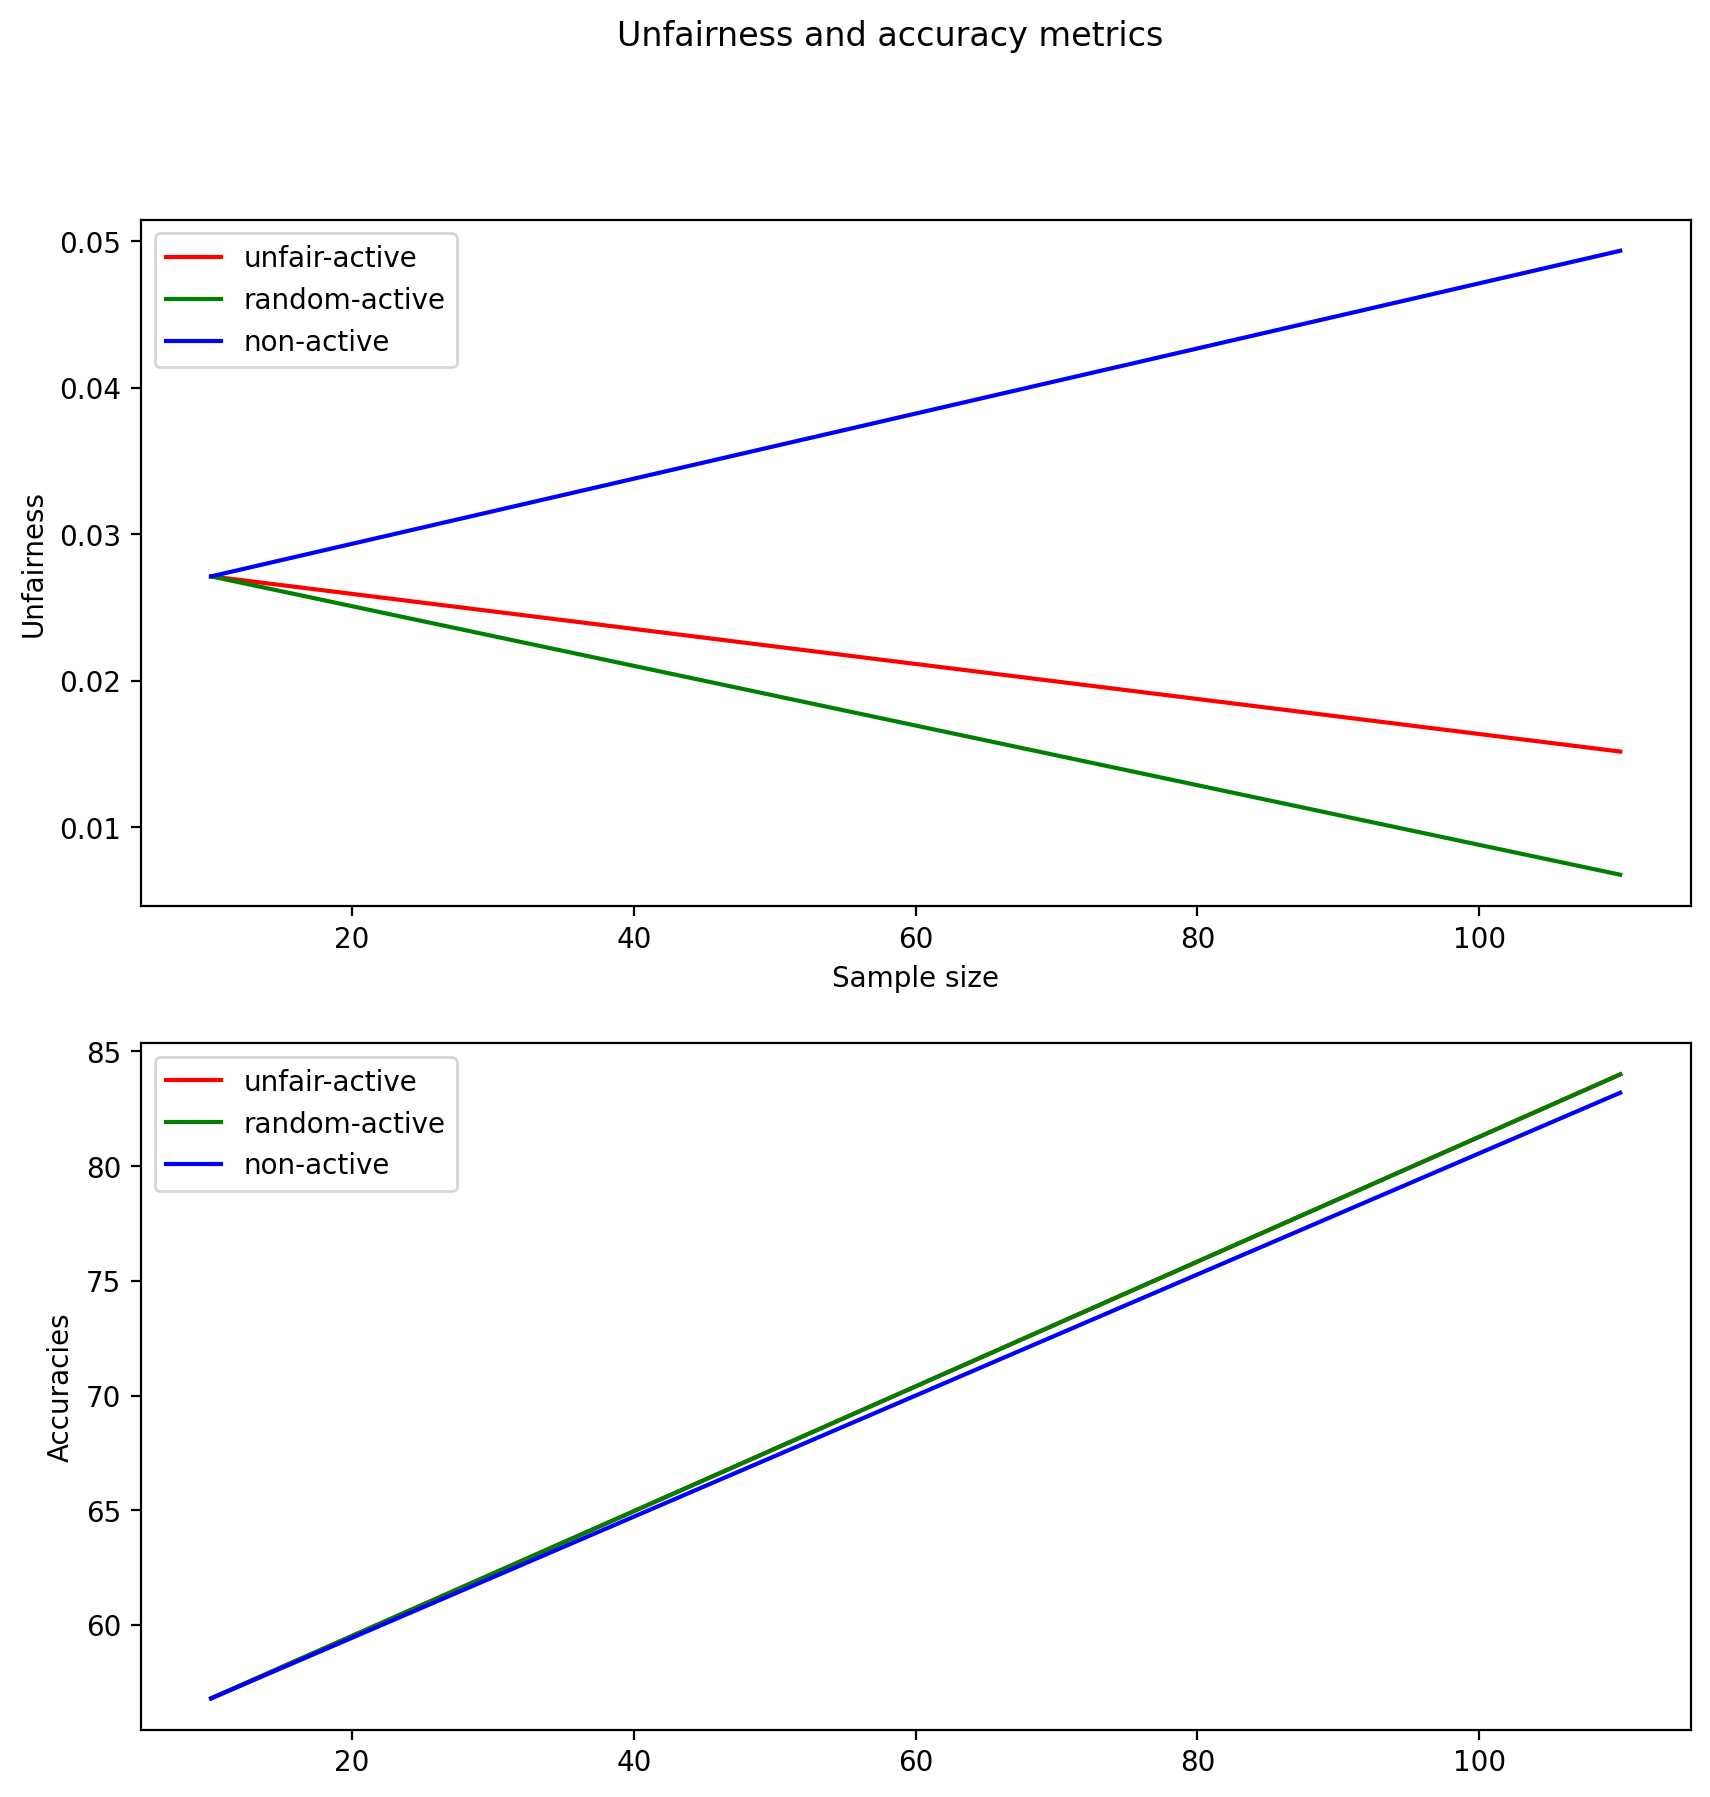 Unfairness and accuracy metrics
0.05
0.04
0.03
0.02
0.01
Unfairness
unfair-active
random-active
non-active
20 40 60 80 100
Sample size
85
80
75
70
65
60
Accuracies
unfair-active
random-active
non-active
20 40 60 80 100